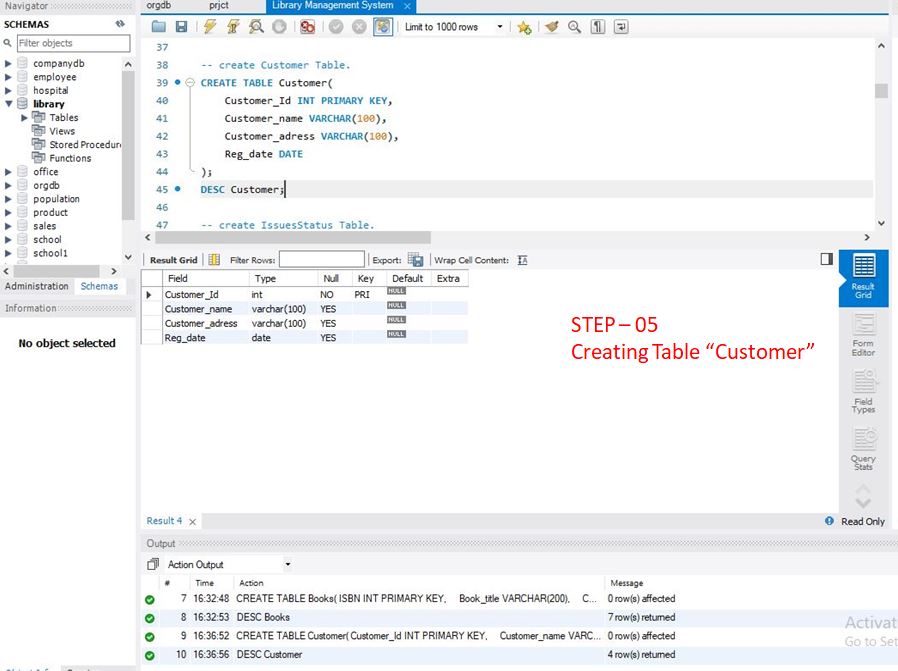 Navigator
orgdb
prjct
Library Management System
SCHEMAS
Limit to 1000 rows
Filter objects
companydb
employee
hospital
library
Tables
Views
Stored Procedure
Functions
office
orgdb
population
product
sales
school
school1
Administration
Schemas
Information
No object selected
37
38 -- create Customer Table.
39 CREATE TABLE Customer(
40 Customer_Id INT PRIMARY KEY,
41 Customer_name VARCHAR(100),
42 Customer_adress VARCHAR(100),
43 Reg_date DATE
44 );
45 DESC Customer;
46
47 -- create IssuesStatus Table.
Result Grid
Filter Rows:
Export:
Wrap Cell Content:
Field Type Null Key Default Extra
Customer_Id int NO PRI NULL
Customer_name varchar(100) YES NULL
Customer_adress varchar(100) YES NULL
Reg_date date YES NULL
STEP – 05
Creating Table “Customer”
Result
Grid
Form
Editor
Field
Types
Query
Stats
Result 4
Read Only
Output
Action Output
# Time Action Message
7 16:32:48 CREATE TABLE Books( ISBN INT PRIMARY KEY, Book_title VARCHAR(200), C... 0 row(s) affected
8 16:32:53 DESC Books 7 row(s) returned
9 16:36:52 CREATE TABLE Customer( Customer_Id INT PRIMARY KEY, Customer_name VARC... 0 row(s) affected
10 16:36:56 DESC Customer 4 row(s) returned
Activat
Go to Set